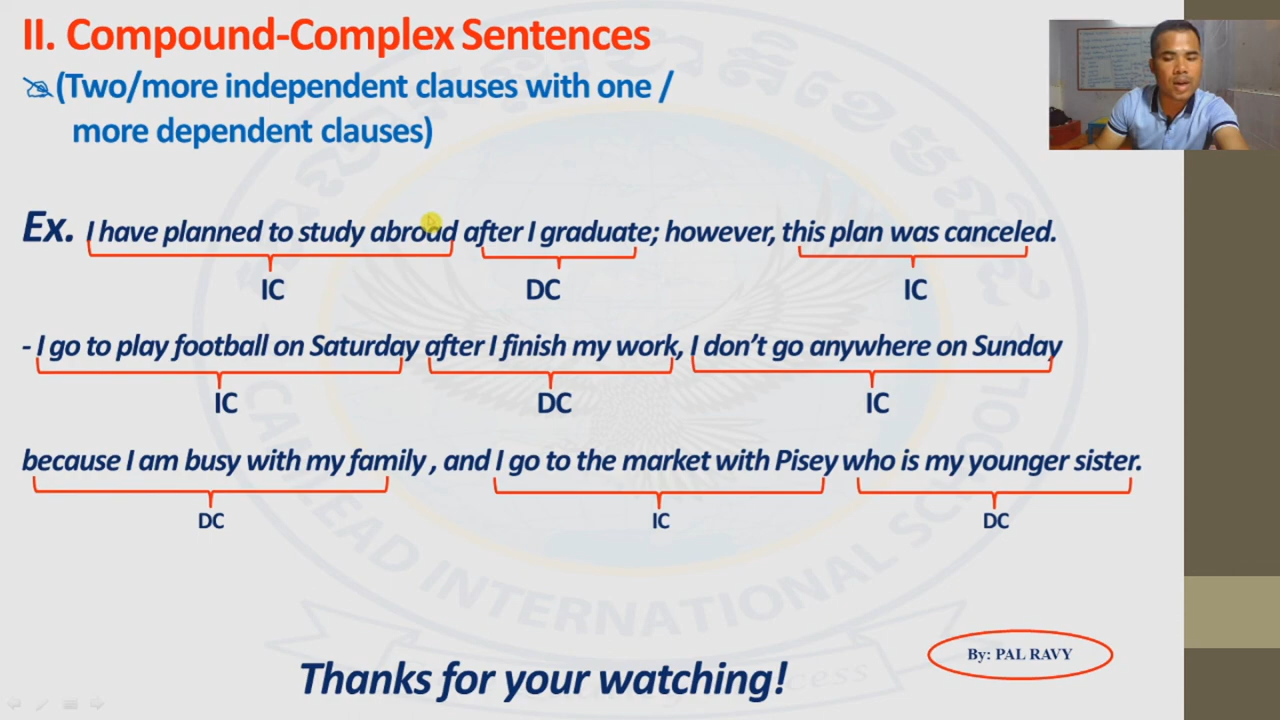 II. Compound-Complex Sentences
(Two/more independent clauses with one /
more dependent clauses)
Ex. I have planned to study abroad after I graduate; however, this plan was canceled.
IC DC IC
- I go to play football on Saturday after I finish my work, I don't go anywhere on Sunday
IC DC IC
because I am busy with my family , and I go to the market with Pisey who is my younger sister.
DC IC DC
CAMLEAD INTERNATIONAL SCHOOL
By: PAL RAVY
Thanks for your watching!